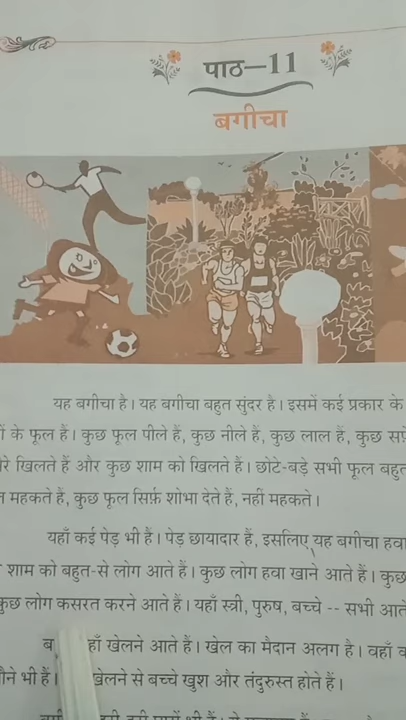 पाठ—11
बगीचा
यह बगीचा है। यह बगीचा बहुत सुंदर है। इसमें कई प्रकार के
के फूल हैं। कुछ फूल पीले हैं, कुछ नीले हैं, कुछ लाल हैं, कुछ
खिलते हैं और कुछ शाम को खिलते हैं। छोटे-बड़े सभी फूल बहुत
महकते हैं, कुछ फूल सिर्फ़ शोभा देते हैं, नहीं महकते।
यहाँ कई पेड़ भी हैं। पेड़ छायादार हैं, इसलिए यह बगीचा हवा
शाम को बहुत-से लोग आते हैं। कुछ लोग हवा खाने आते हैं। कुछ
कुछ लोग कसरत करने आते हैं। यहाँ स्त्री, पुरुष, बच्चे -- सभी आते
खेलने आते हैं। खेल का मैदान अलग है। वहाँ
भी हैं। खेलने से बच्चे खुश और तंदुरुस्त होते हैं।